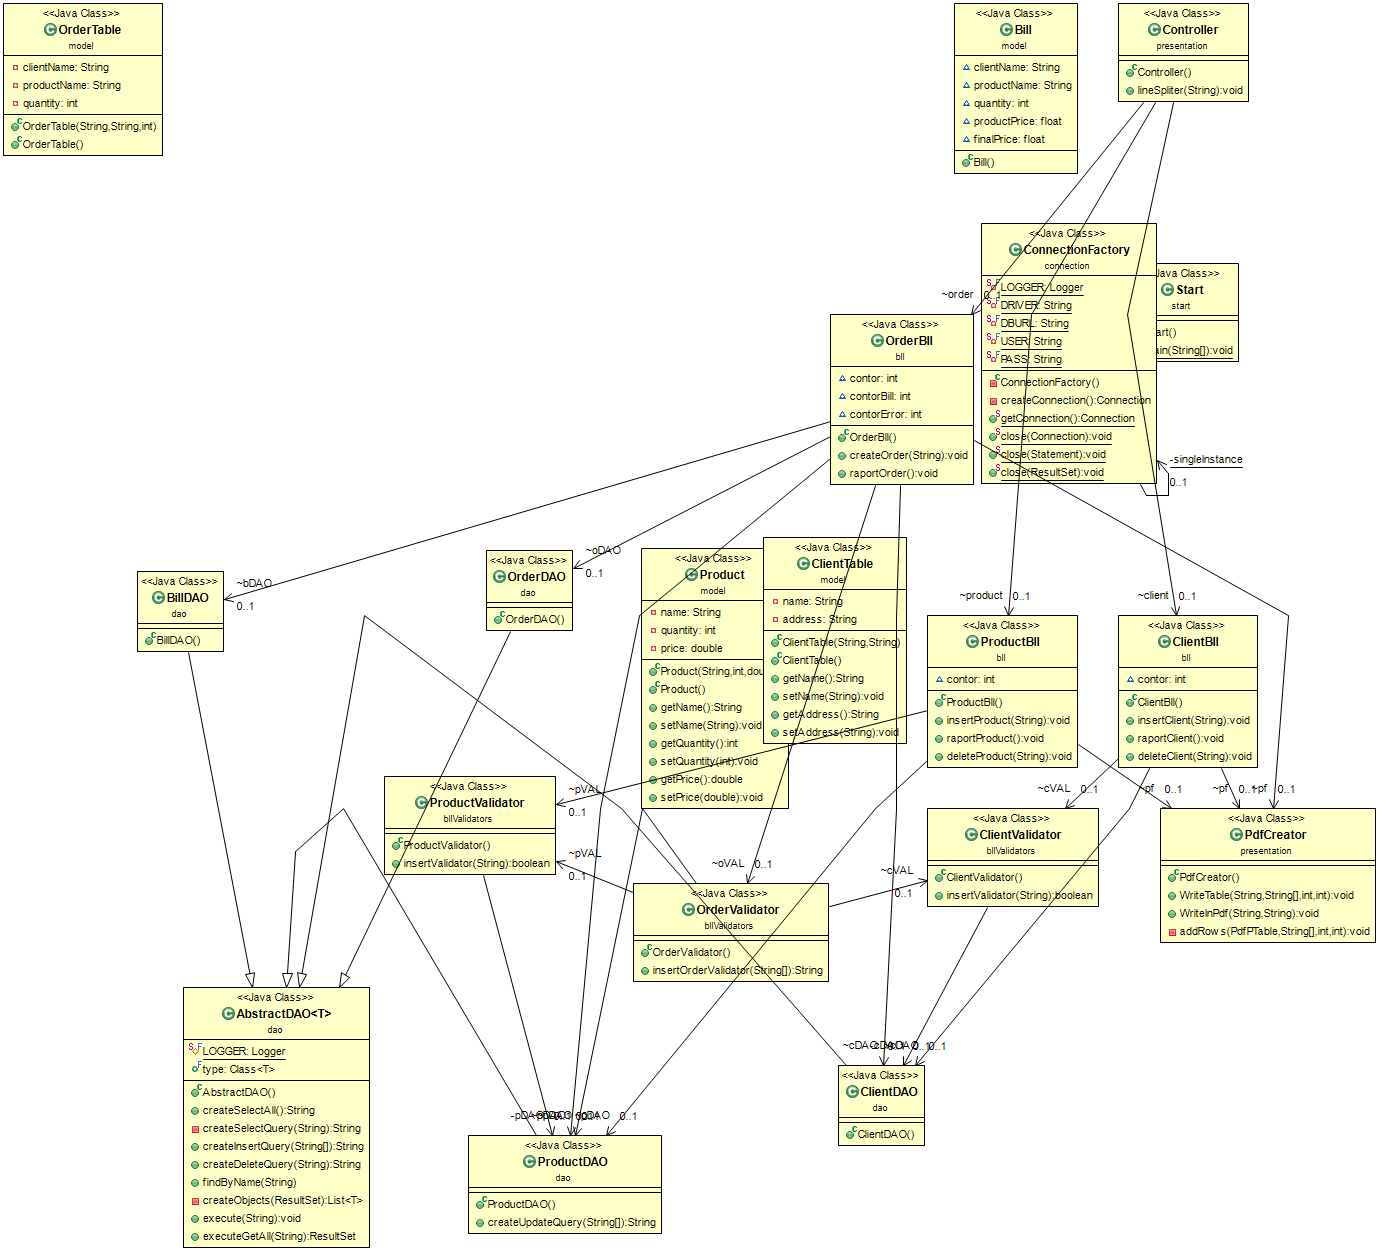 <<Java Class>>
OrderTable
model
clientName: String
productName: String
quantity: int
OrderTable(String,String,int)
OrderTable()
<<Java Class>>
Bill
model
clientName: String
productName: String
quantity: int
productPrice: float
finalPrice: float
Bill()
<<Java Class>>
Controller
presentation
Controller()
lineSpliter(String):void
<<Java Class>>
ConnectionFactory
connection
LOGGER: Logger
DRIVER: String
DBURL: String
USER: String
PASS: String
ConnectionFactory()
createConnection():Connection
getConnection():Connection
close(Connection):void
close(Statement):void
close(ResultSet):void
Java Class>>
Start
start
art()
ain(String[]):void
-singleInstance
0..1
~order
0..1
<<Java Class>>
OrderBll
bll
contor: int
contorBill: int
contorError: int
OrderBll()
createOrder(String):void
raportOrder():void
~bDAO
0..1
~oDAO
0..1
<<Java Class>>
BillDAO
dao
BillDAO()
<<Java Class>>
OrderDAO
dao
OrderDAO()
<<Java Class>>
Product
model
name: String
quantity: int
price: double
Product(String,int,dou
Product()
getName():String
setName(String):void
getQuantity():int
setQuantity(int):void
getPrice():double
setPrice(double):void
<<Java Class>>
ClientTable
model
name: String
address: String
ClientTable(String,String)
ClientTable()
getName():String
setName(String):void
getAddress():String
setAddress(String):void
~product
0..1
~client
0..1
<<Java Class>>
ProductBll
bll
contor: int
ProductBll()
insertProduct(String):void
raportProduct():void
deleteProduct(String):void
<<Java Class>>
ClientBll
bll
contor: int
ClientBll()
insertClient(String):void
raportClient():void
deleteClient(String):void
~pVAL
0..1
~cVAL
0..1
~pf
0..1
~pf
0..1
~pf
0..1
<<Java Class>>
ProductValidator
bllValidators
ProductValidator()
insertValidator(String):boolean
~pVAL
0..1
~oVAL
0..1
~cVAL
0..1
<<Java Class>>
ClientValidator
bllValidators
ClientValidator()
insertValidator(String):boolean
<<Java Class>>
PdfCreator
presentation
PdfCreator()
WriteTable(String,String[],int,int):void
WriteInPdf(String,String):void
addRows(PdfPTable,String[],int,int):void
<<Java Class>>
OrderValidator
bllValidators
OrderValidator()
insertOrderValidator(String[]):String
<<Java Class>>
AbstractDAO<T>
dao
LOGGER: Logger
type: Class<T>
AbstractDAO()
createSelectAll():String
createSelectQuery(String):String
createInsertQuery(String[]):String
createDeleteQuery(String):String
findByName(String)
createObjects(ResultSet):List<T>
execute(String):void
executeGetAll(String):ResultSet
~cDAO
0..1
<<Java Class>>
ClientDAO
dao
ClientDAO()
-pDAO
0..1
<<Java Class>>
ProductDAO
dao
ProductDAO()
createUpdateQuery(String[]):String